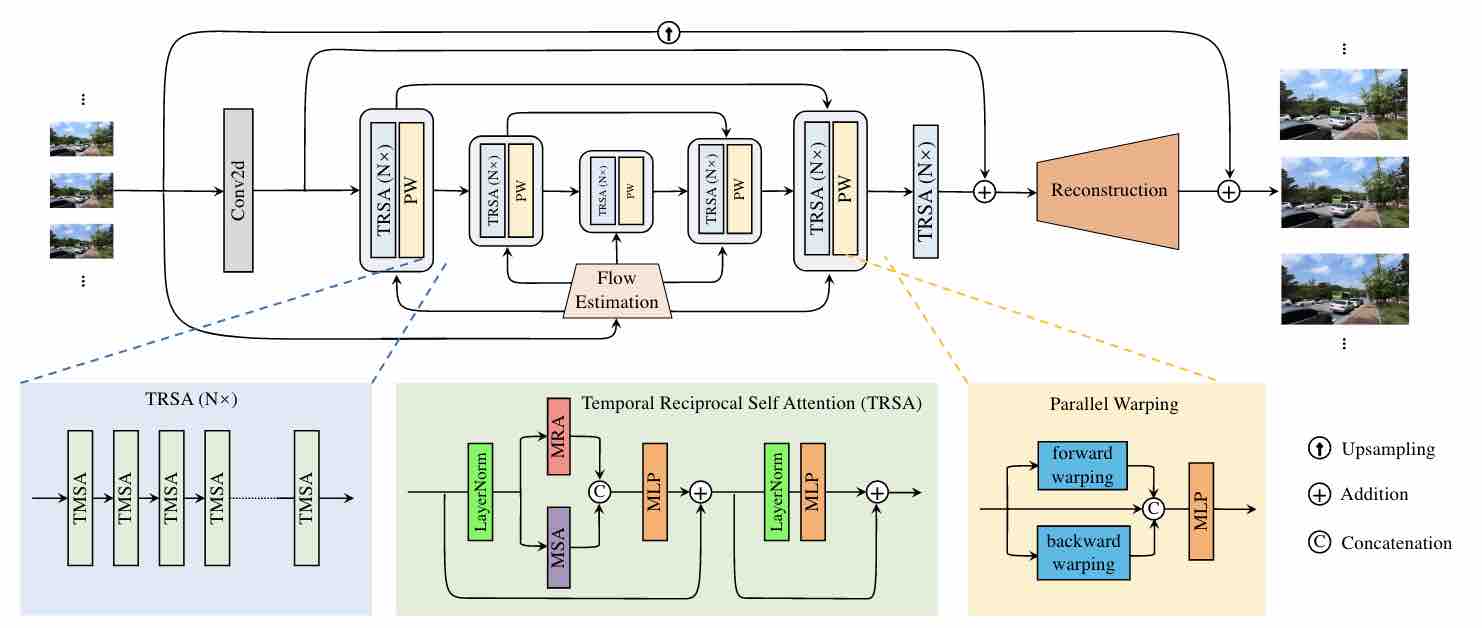 Conv2d
TRSA (N×)
PW
TRSA (N×)
PW
TRSA (N×)
PW
TRSA (N×)
PW
TRSA (N×)
PW
TRSA (N×)
Reconstruction
Flow
Estimation
TRSA (N×)
TMSA
TMSA
TMSA
TMSA
TMSA
Temporal Reciprocal Self Attention (TRSA)
LayerNorm
MRA
MSA
C
MLP
LayerNorm
MLP
Parallel Warping
forward
warping
backward
warping
C
MLP
Upsampling
Addition
C
Concatenation